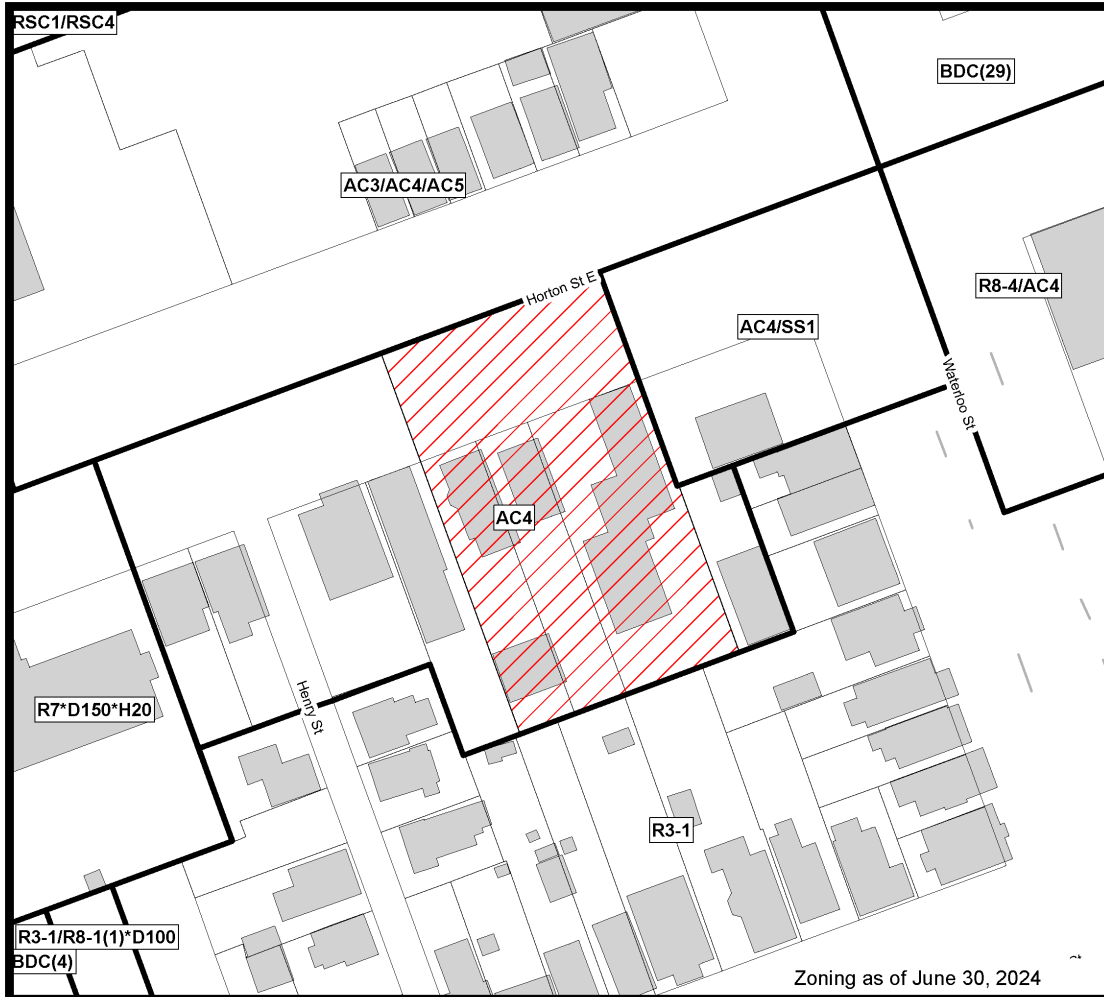 RSC1/RSC4
BDC(29)
AC3/AC4/AC5
Horton St E
R8-4/AC4
AC4/SS1
Waterloo St
AC4
Henry St
R7*D150*H20
R3-1
R3-1/R8-1(1)*D100
BDC(4)
Zoning as of June 30, 2024